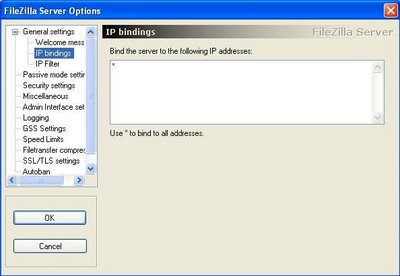 FileZilla Server Options
General settings
Welcome mess
IP bindings
IP Filter
Passive mode settin
Security settings
Miscellaneous
Admin Interface set
Logging
GSS Settings
Speed Limits
Filetransfer compres
SSL/TLS settings
Autoban
OK
Cancel
IP bindings
FileZilla Server
Bind the server to the following IP addresses:
*
Use * to bind to all addresses.